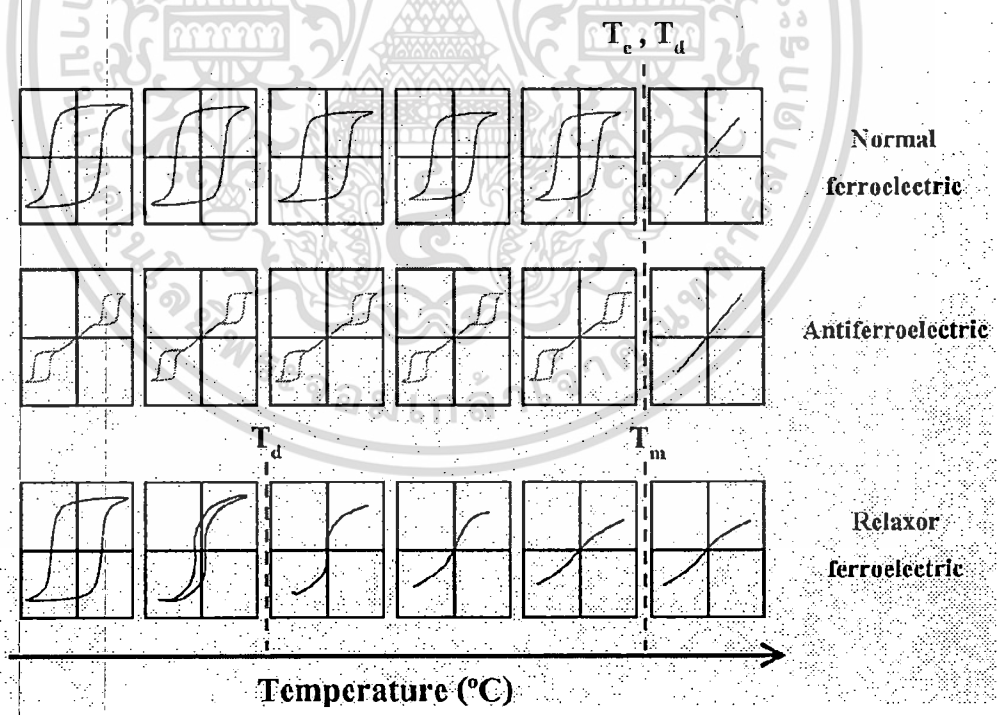 T_c , T_d
Normal
ferroelectric
Antiferroelectric
T_d
T_m
Relaxor
ferroelectric
Temperature (°C)